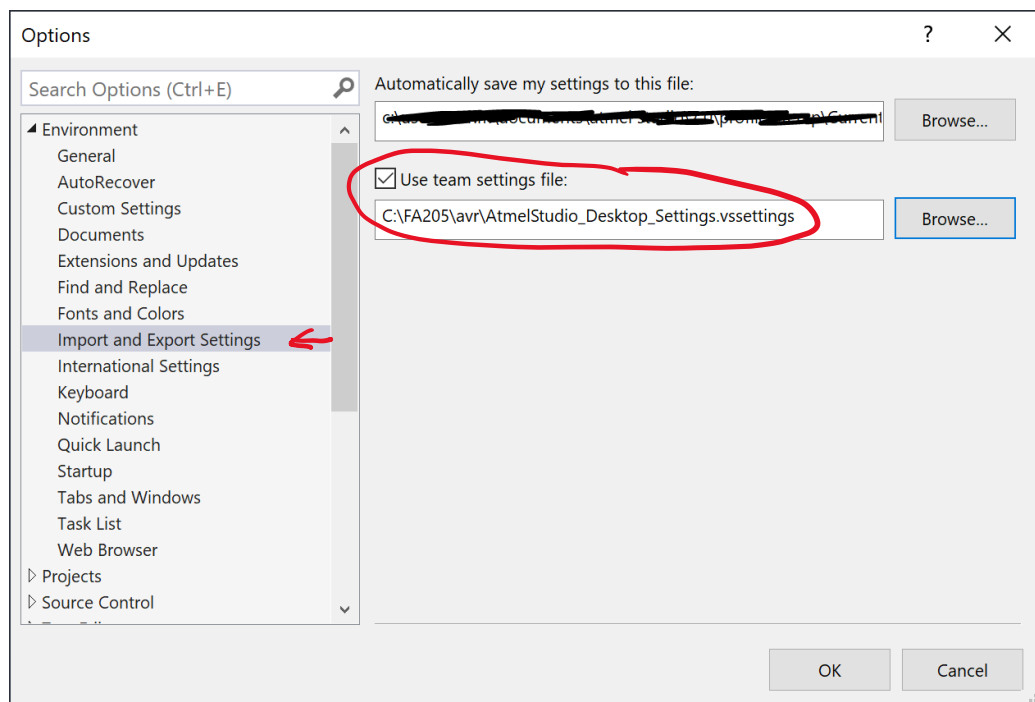 Options
?
Search Options (Ctrl+E)
Environment
General
AutoRecover
Custom Settings
Documents
Extensions and Updates
Find and Replace
Fonts and Colors
Import and Export Settings
International Settings
Keyboard
Notifications
Quick Launch
Startup
Tabs and Windows
Task List
Web Browser
Projects
Source Control
Automatically save my settings to this file:
Browse...
Use team settings file:
C:\FA205\avr\AtmelStudio_Desktop_Settings.vssettings
Browse...
OK
Cancel